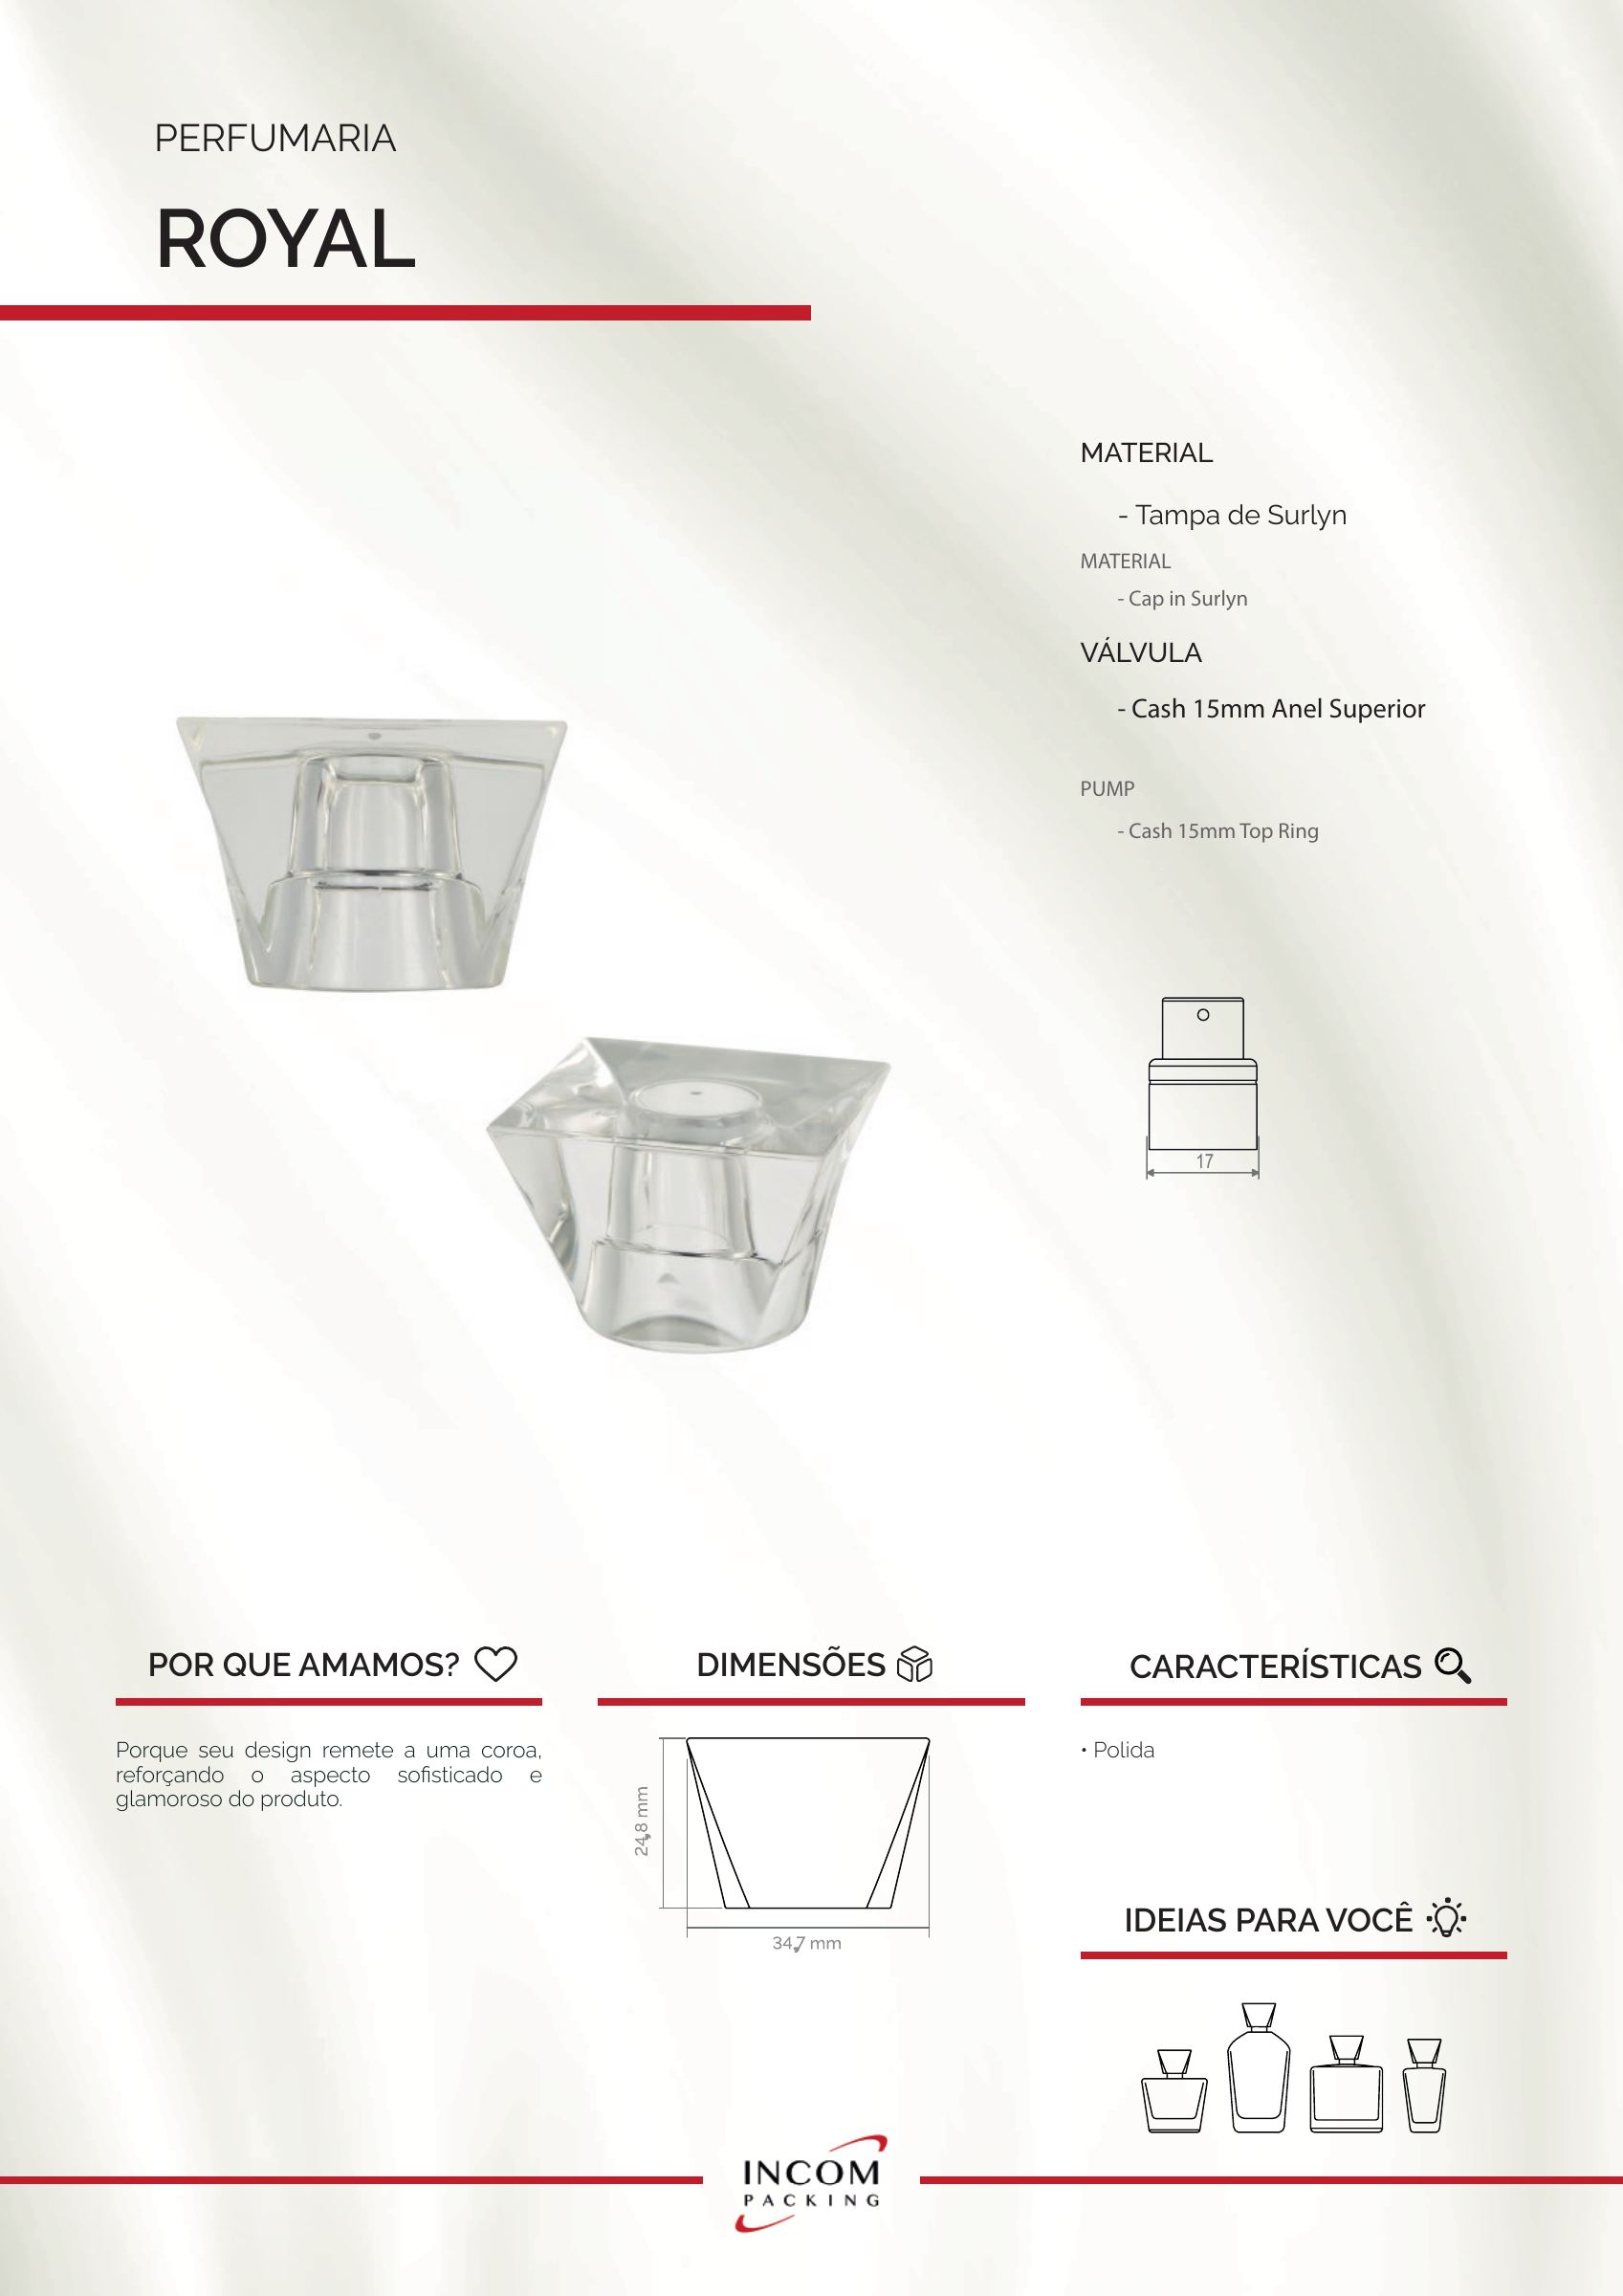 PERFUMARIA
ROYAL
MATERIAL
- Tampa de Surlyn
MATERIAL
- Cap in Surlyn
VÁLVULA
- Cash 15mm Anel Superior
PUMP
- Cash 15mm Top Ring
17
POR QUE AMAMOS?
Porque seu design remete a uma coroa,
reforçando o aspecto sofisticado e
glamoroso do produto.
DIMENSÕES
24,8 mm
34,7 mm
CARACTERÍSTICAS
• Polida
IDEIAS PARA VOCÊ
INCOM
PACKING